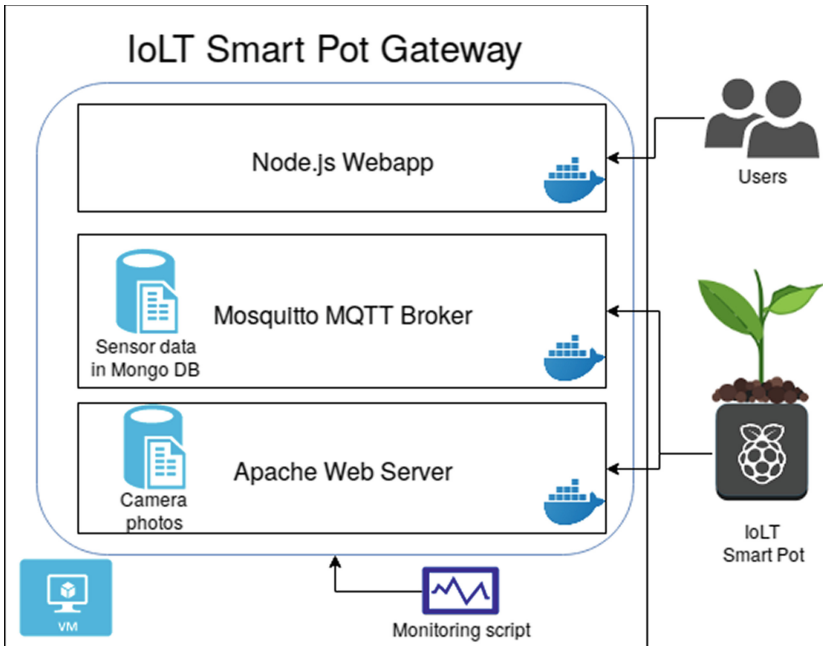 IoLT Smart Pot Gateway
Node.js Webapp
Users
Mosquitto MQTT Broker
Sensor data
in Mongo DB
Apache Web Server
Camera
photos
IoLT
Smart Pot
VM
Monitoring script